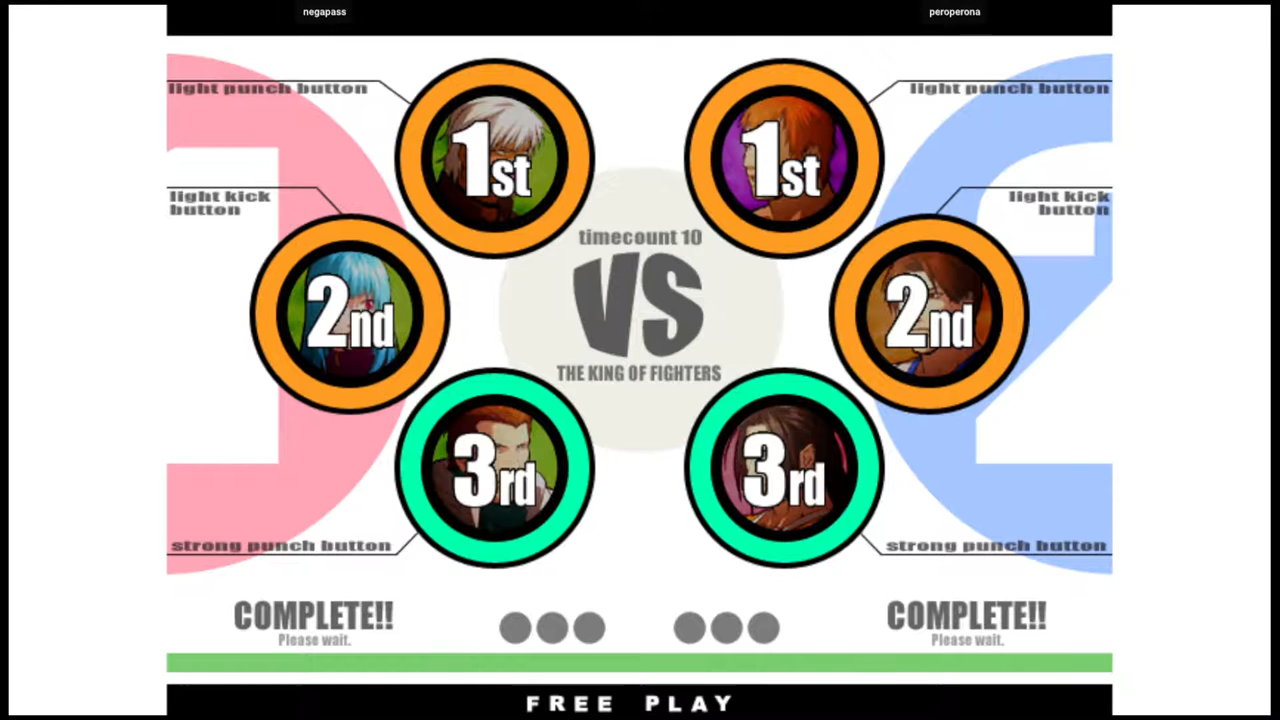 negapass
peroperona
light punch button
light punch button
1st
1st
light kick
button
light kick
button
timecount 10
VS
THE KING OF FIGHTERS
2nd
2nd
3rd
3rd
strong punch button
strong punch button
COMPLETE!!
Please wait.
COMPLETE!!
Please wait.
FREE PLAY